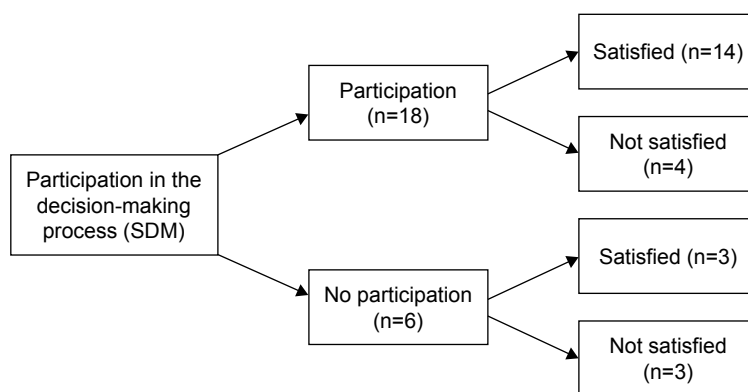 Participation in the
decision-making
process (SDM)
Participation
(n=18)
Satisfied (n=14)
Not satisfied
(n=4)
No participation
(n=6)
Satisfied (n=3)
Not satisfied
(n=3)